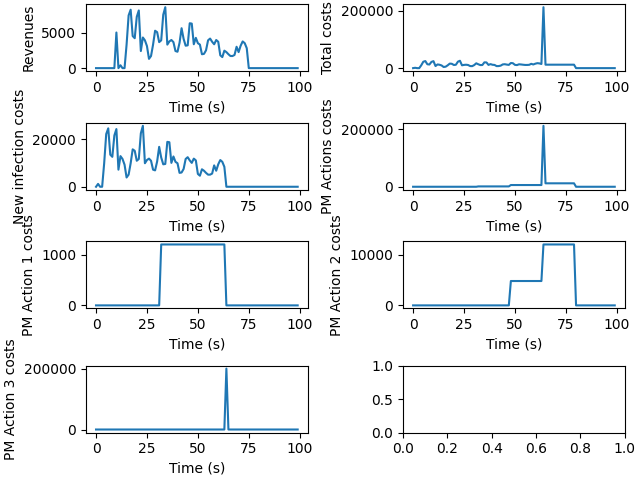 Revenues
5000
0
0 25 50 75 100
Time (s)
Total costs
200000
0
0 25 50 75 100
Time (s)
New infection costs
20000
0
0 25 50 75 100
Time (s)
PM Actions costs
200000
0
0 25 50 75 100
Time (s)
PM Action 1 costs
1000
0
0 25 50 75 100
Time (s)
PM Action 2 costs
10000
0
0 25 50 75 100
Time (s)
PM Action 3 costs
200000
0
0 25 50 75 100
Time (s)
1.0
0.5
0.0
0.0 0.2 0.4 0.6 0.8 1.0